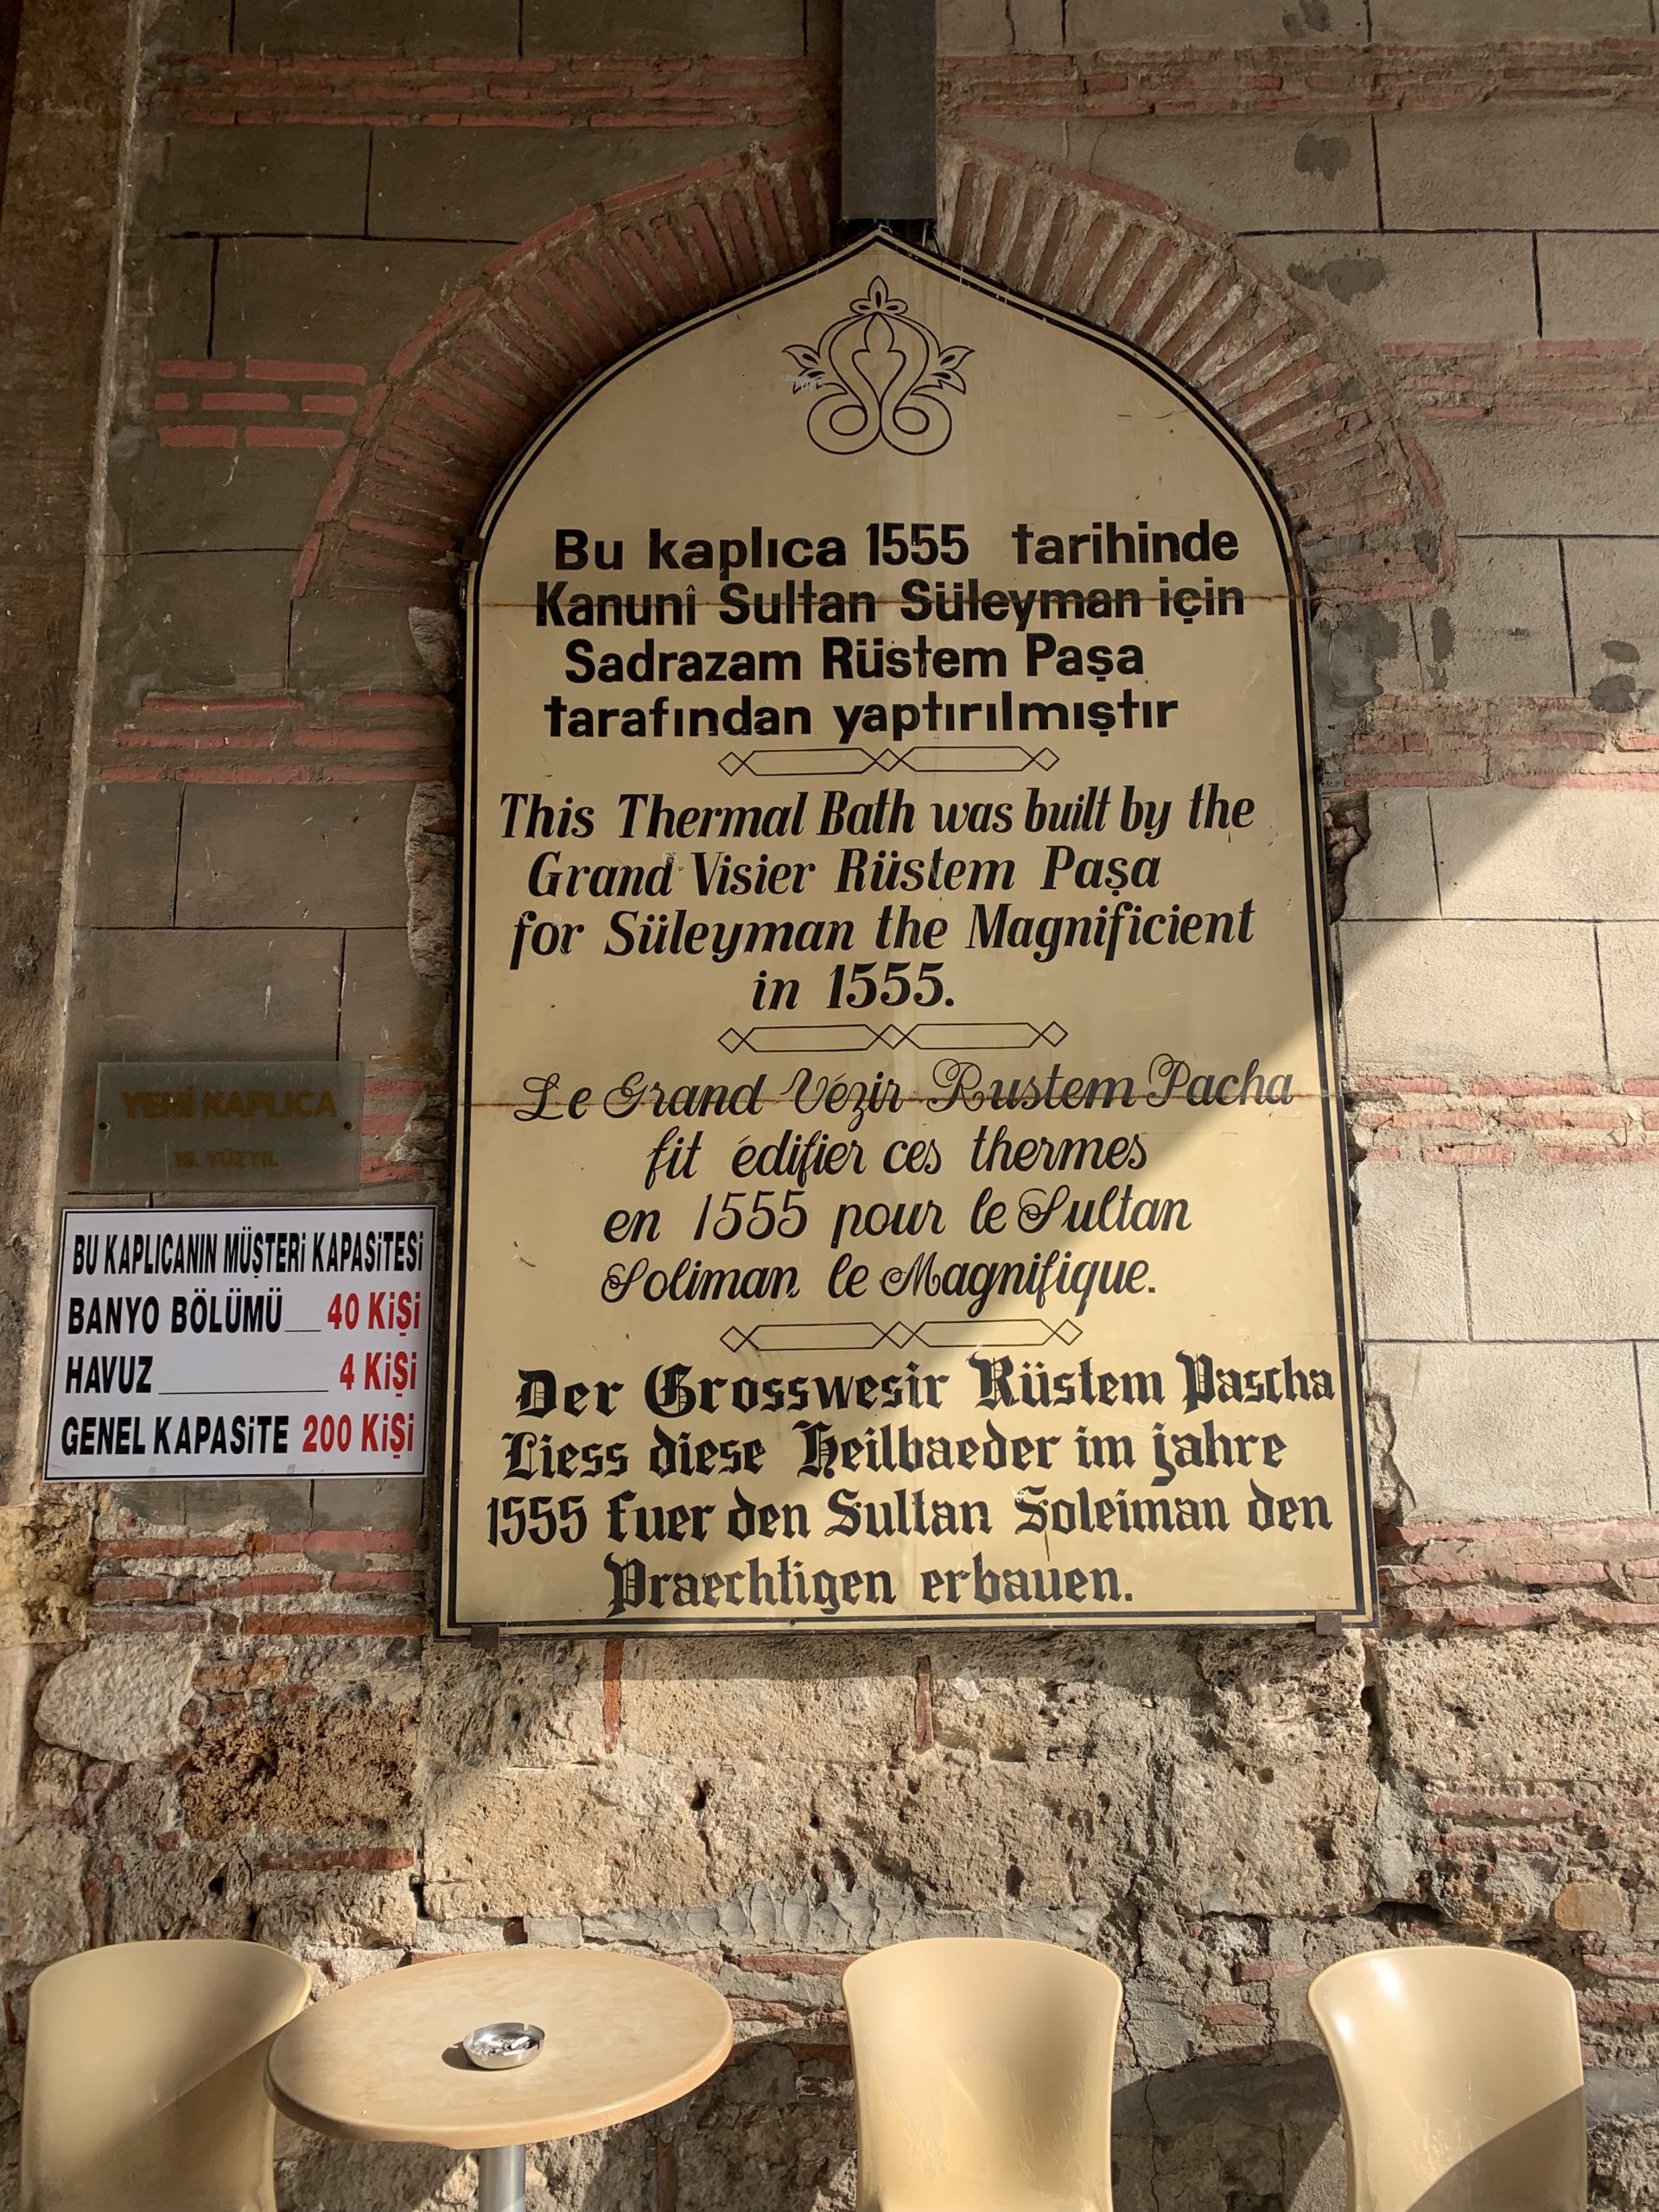 Bu kaplıca 1555 tarihinde
Kanunî Sultan Süleyman için
Sadrazam Rüstem Paşa
tarafından yaptırılmıştır
This Thermal Bath was built by the
Grand Visier Rüstem Paşa
for Süleyman the Magnificient
in 1555.
Le Grand Vézir Rustem Pacha
fit édifier ces thermes
en 1555 pour le Sultan
Soliman le Magnifique.
Der Grosswesir Rüstem Pascha
Liess diese Heilbaeder im jahre
1555 fuer den Sultan Soleiman den
Praechtigen erbauen.
YENİ KAPLICA
16. YÜZYIL
BU KAPLICANIN MÜŞTERİ KAPASİTESİ
BANYO BÖLÜMÜ__40 KİŞİ
HAVUZ__________4 KİŞİ
GENEL KAPASİTE 200 KİŞİ